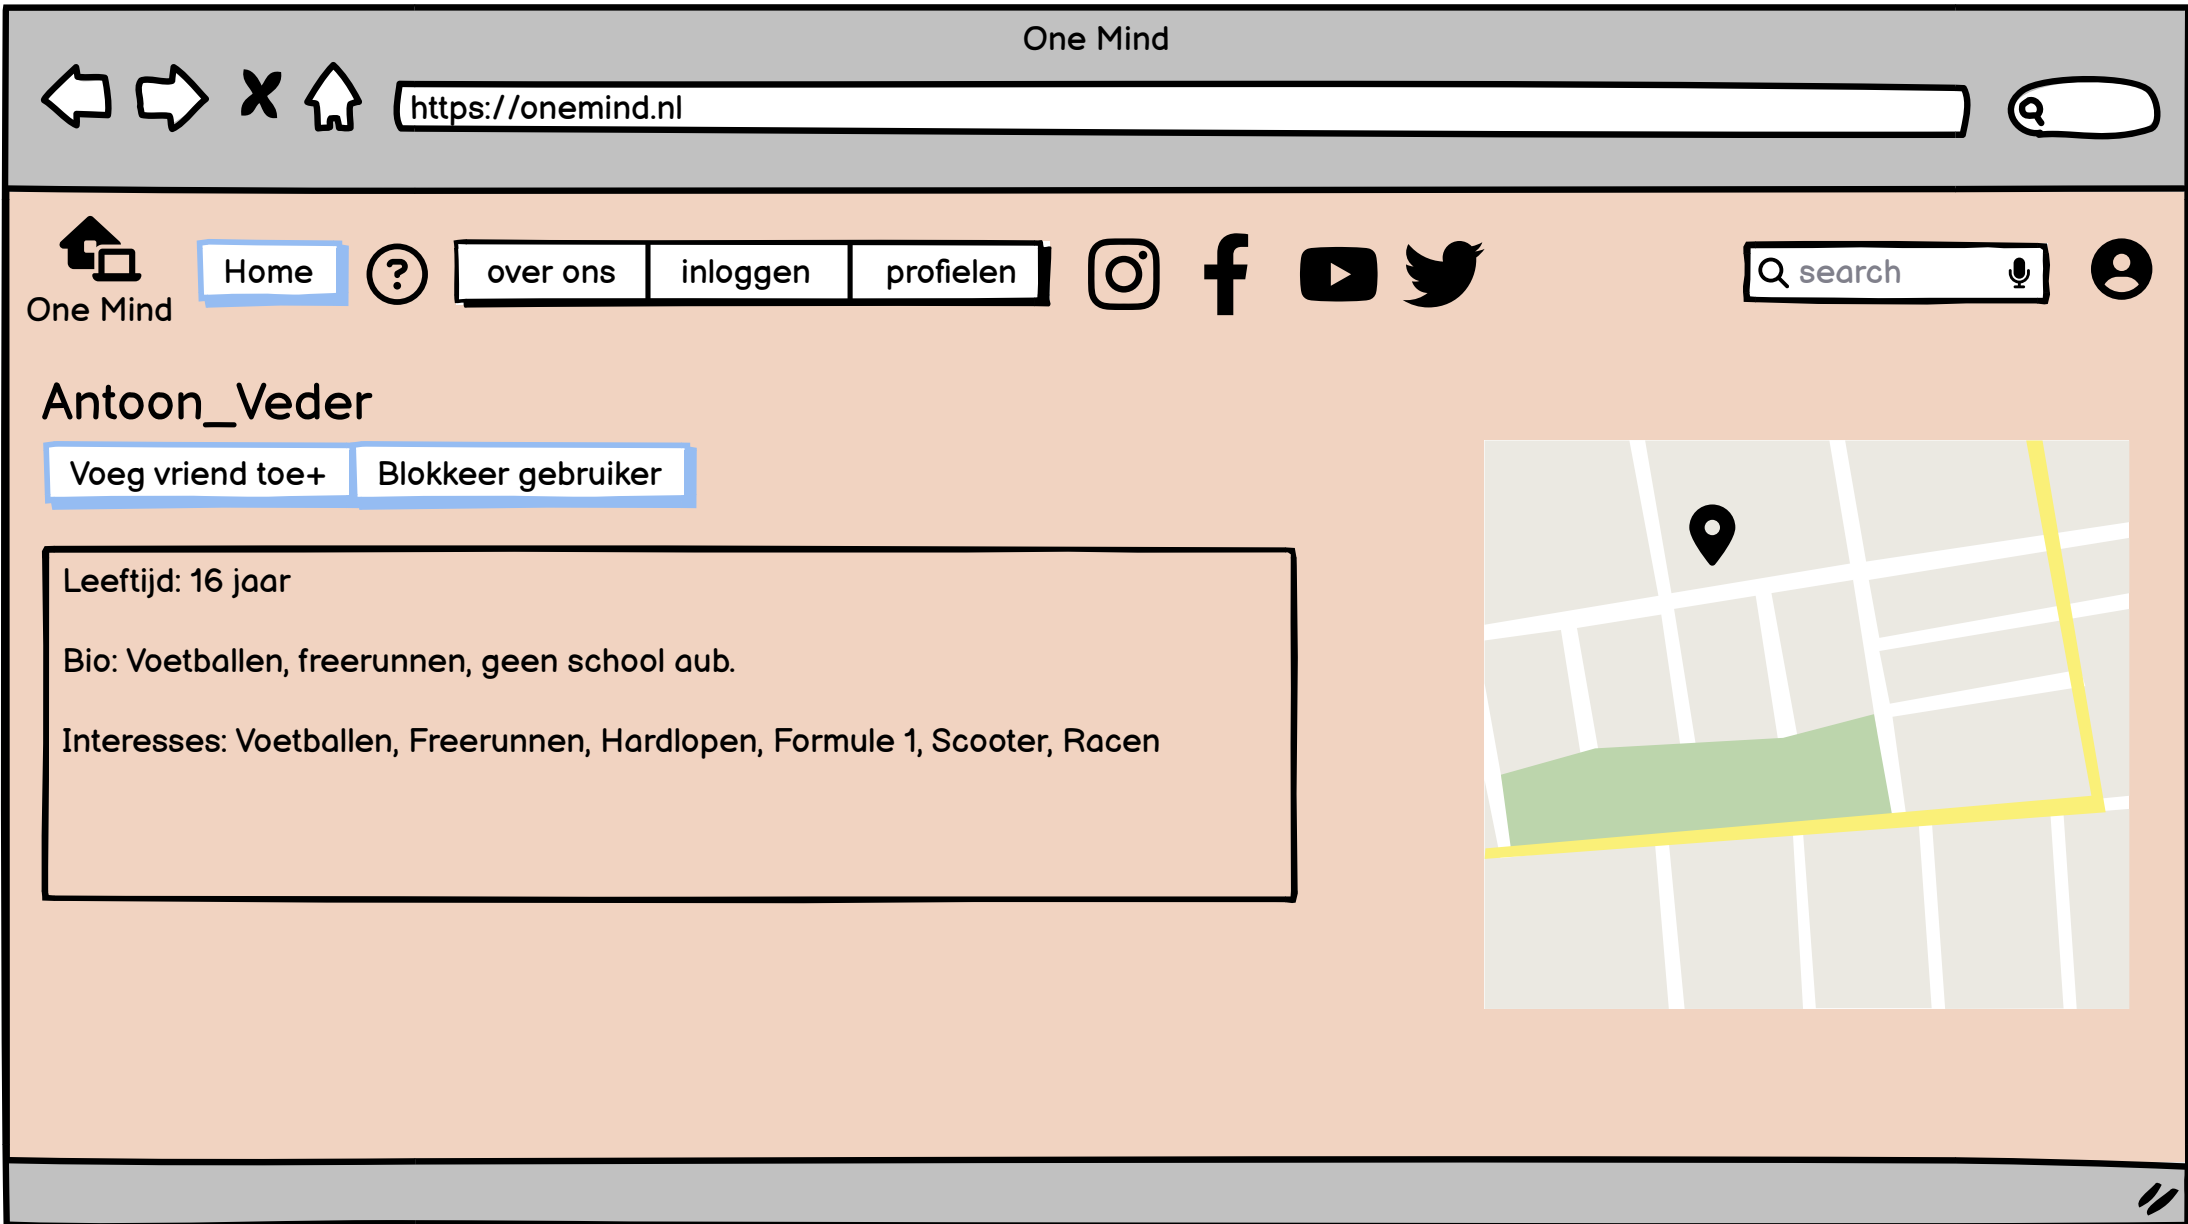 One Mind
https://onemind.nl
One Mind
Home
?
over ons
inloggen
profielen
search
Antoon_Veder
Voeg vriend toe+
Blokkeer gebruiker
Leeftijd: 16 jaar
Bio: Voetballen, freerunnen, geen school aub.
Interesses: Voetballen, Freerunnen, Hardlopen, Formule 1, Scooter, Racen